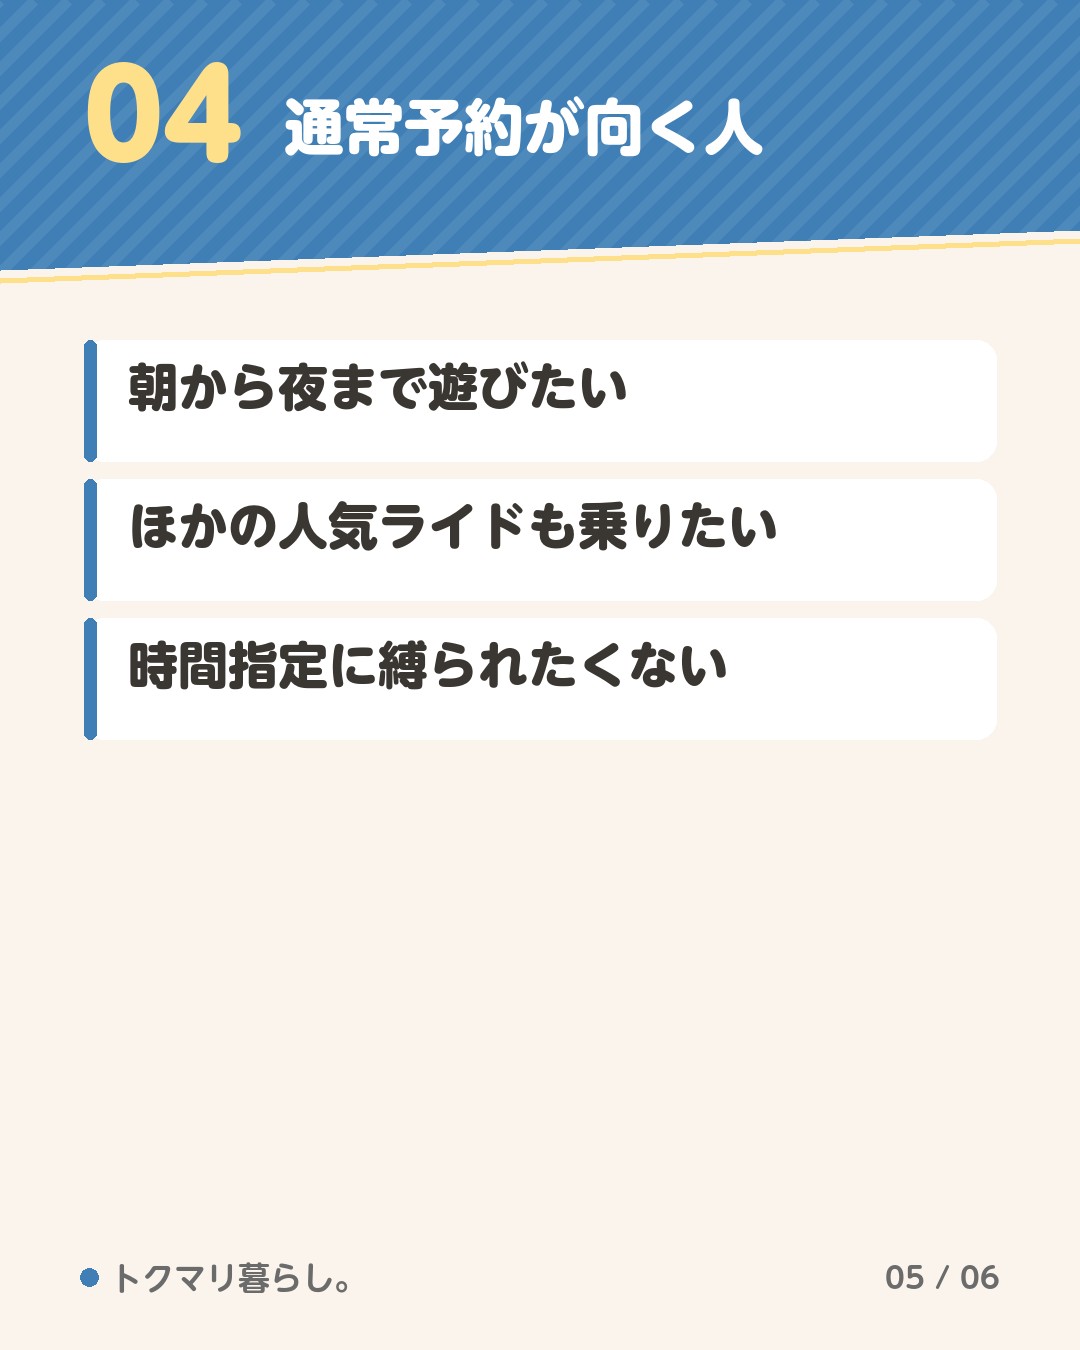 04 通常予約が向く人
朝から夜まで遊びたい
ほかの人気ライドも乗りたい
時間指定に縛られたくない
トクマリ暮らし。
05 / 06